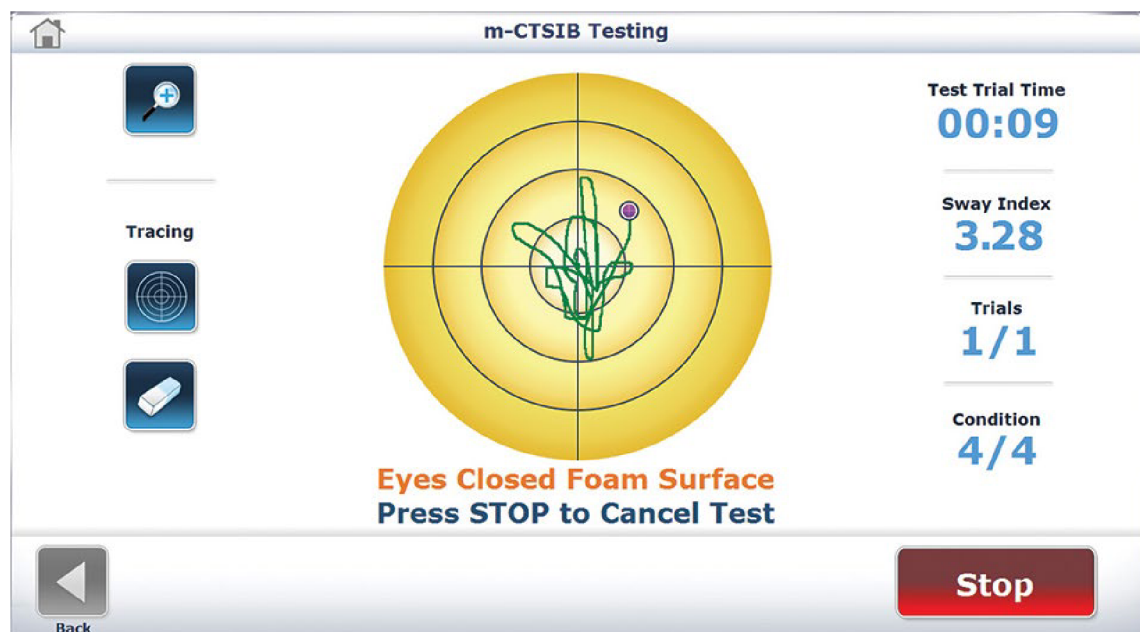 m-CTSIB Testing
Tracing
Test Trial Time
00:09
Sway Index
3.28
Trials
1/1
Condition
4/4
Eyes Closed Foam Surface
Press STOP to Cancel Test
Back
Stop